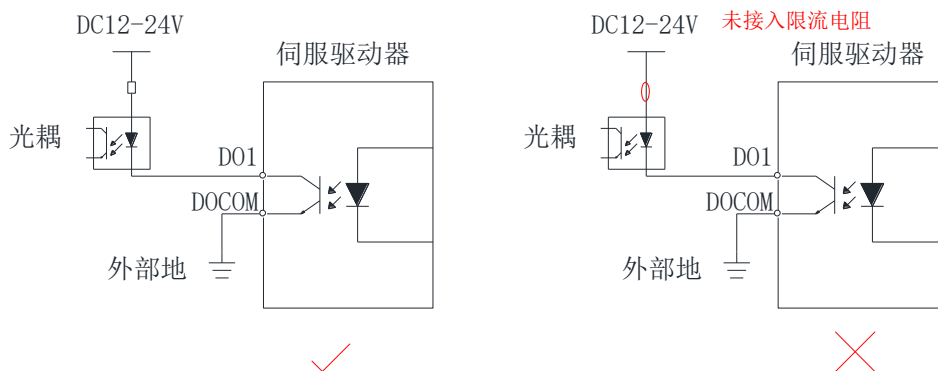 DC12-24V
伺服驱动器
光耦
DO1
DOCOM
外部地
DC12-24V
未接入限流电阻
伺服驱动器
光耦
DO1
DOCOM
外部地